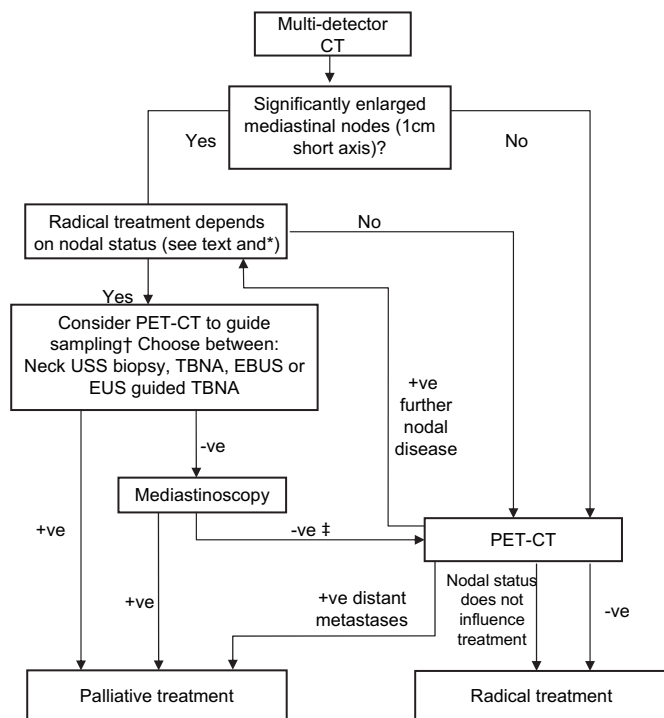 Multi-detector
CT
Significantly enlarged
mediastinal nodes (1cm
short axis)?
Yes
No
Radical treatment depends
on nodal status (see text and*)
No
Yes
Consider PET-CT to guide
sampling† Choose between:
Neck USS biopsy, TBNA, EBUS or
EUS guided TBNA
+ve
further
nodal
disease
-ve
Mediastinoscopy
+ve
-ve ‡
PET-CT
+ve
+ve distant
metastases
Nodal status
does not
influence
treatment
-ve
Palliative treatment
Radical treatment